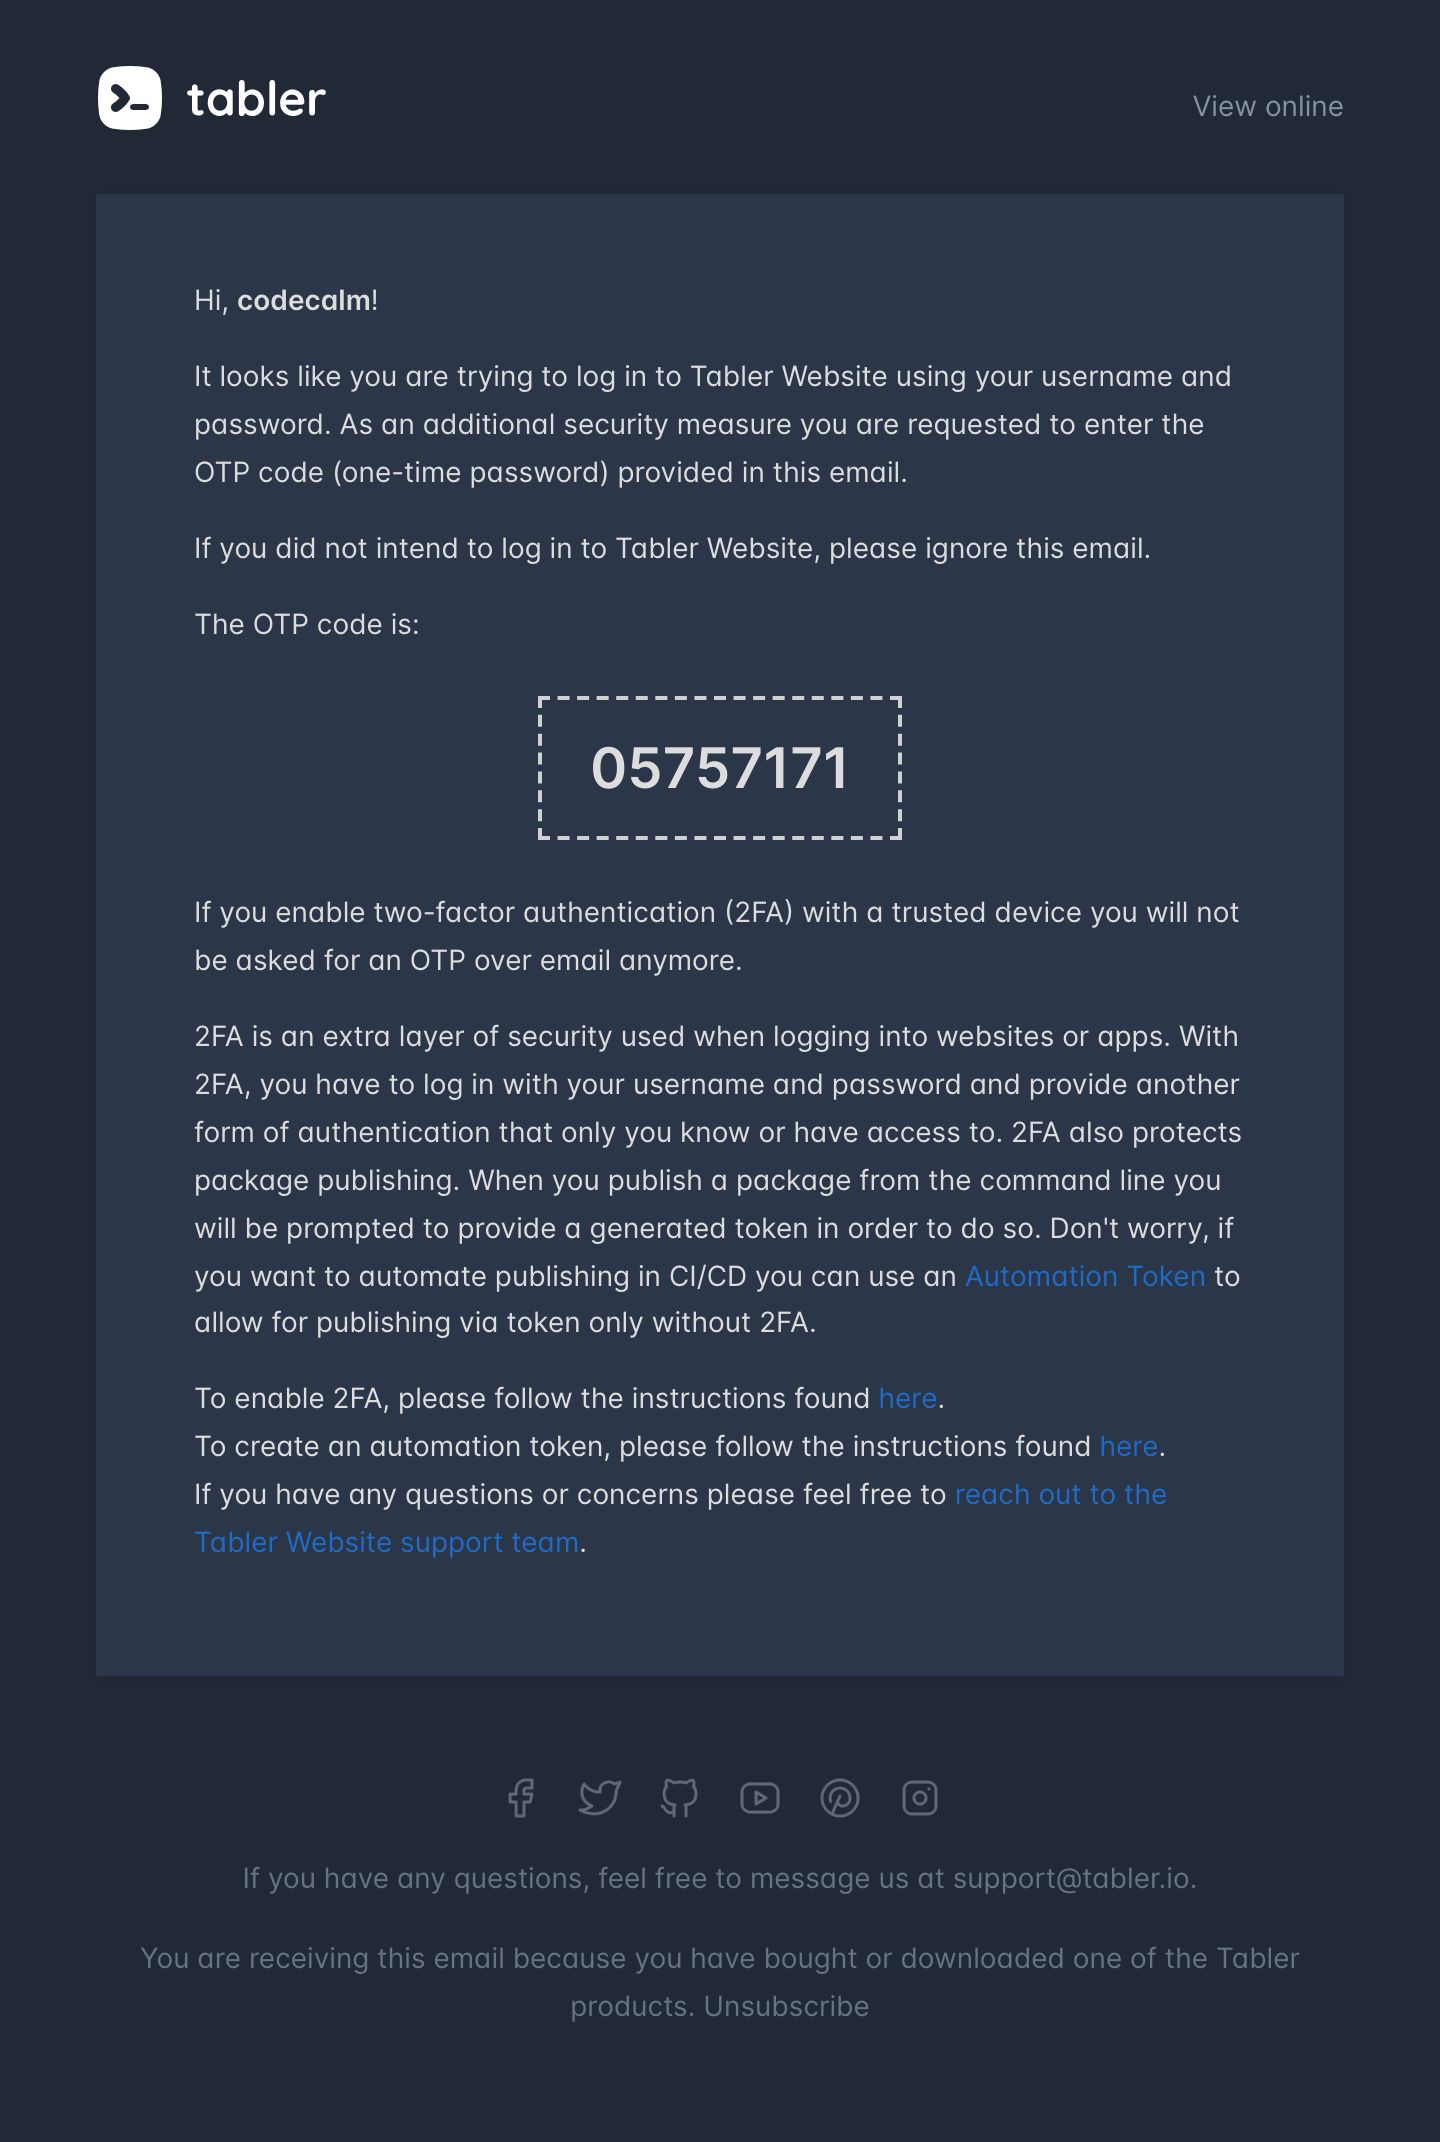 tabler
View online
Hi, codecalm!
It looks like you are trying to log in to Tabler Website using your username and
password. As an additional security measure you are requested to enter the
OTP code (one-time password) provided in this email.
If you did not intend to log in to Tabler Website, please ignore this email.
The OTP code is:
05757171
If you enable two-factor authentication (2FA) with a trusted device you will not
be asked for an OTP over email anymore.
2FA is an extra layer of security used when logging into websites or apps. With
2FA, you have to log in with your username and password and provide another
form of authentication that only you know or have access to. 2FA also protects
package publishing. When you publish a package from the command line you
will be prompted to provide a generated token in order to do so. Don't worry, if
you want to automate publishing in CI/CD you can use an Automation Token to
allow for publishing via token only without 2FA.
To enable 2FA, please follow the instructions found here.
To create an automation token, please follow the instructions found here.
If you have any questions or concerns please feel free to reach out to the
Tabler Website support team.
If you have any questions, feel free to message us at support@tabler.io.
You are receiving this email because you have bought or downloaded one of the Tabler
products. Unsubscribe